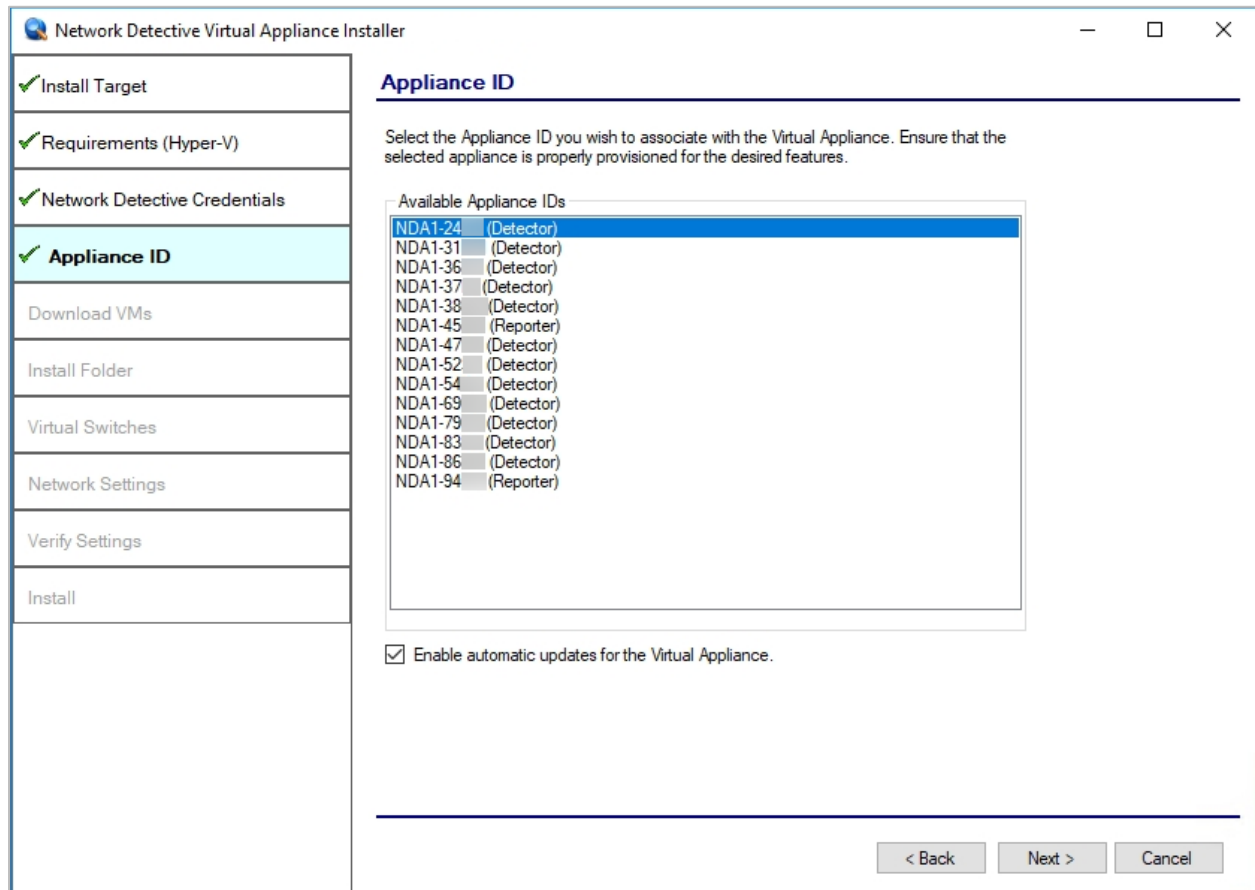 Network Detective Virtual Appliance Installer
Install Target
Requirements (Hyper-V)
Network Detective Credentials
Appliance ID
Download VMs
Install Folder
Virtual Switches
Network Settings
Verify Settings
Install
Appliance ID
Select the Appliance ID you wish to associate with the Virtual Appliance. Ensure that the
selected appliance is properly provisioned for the desired features.
Available Appliance IDs
NDA1-24 (Detector)
NDA1-31 (Detector)
NDA1-36 (Detector)
NDA1-37 (Detector)
NDA1-38 (Detector)
NDA1-45 (Reporter)
NDA1-47 (Detector)
NDA1-52 (Detector)
NDA1-54 (Detector)
NDA1-69 (Detector)
NDA1-79 (Detector)
NDA1-83 (Detector)
NDA1-86 (Detector)
NDA1-94 (Reporter)
Enable automatic updates for the Virtual Appliance.
< Back
Next >
Cancel